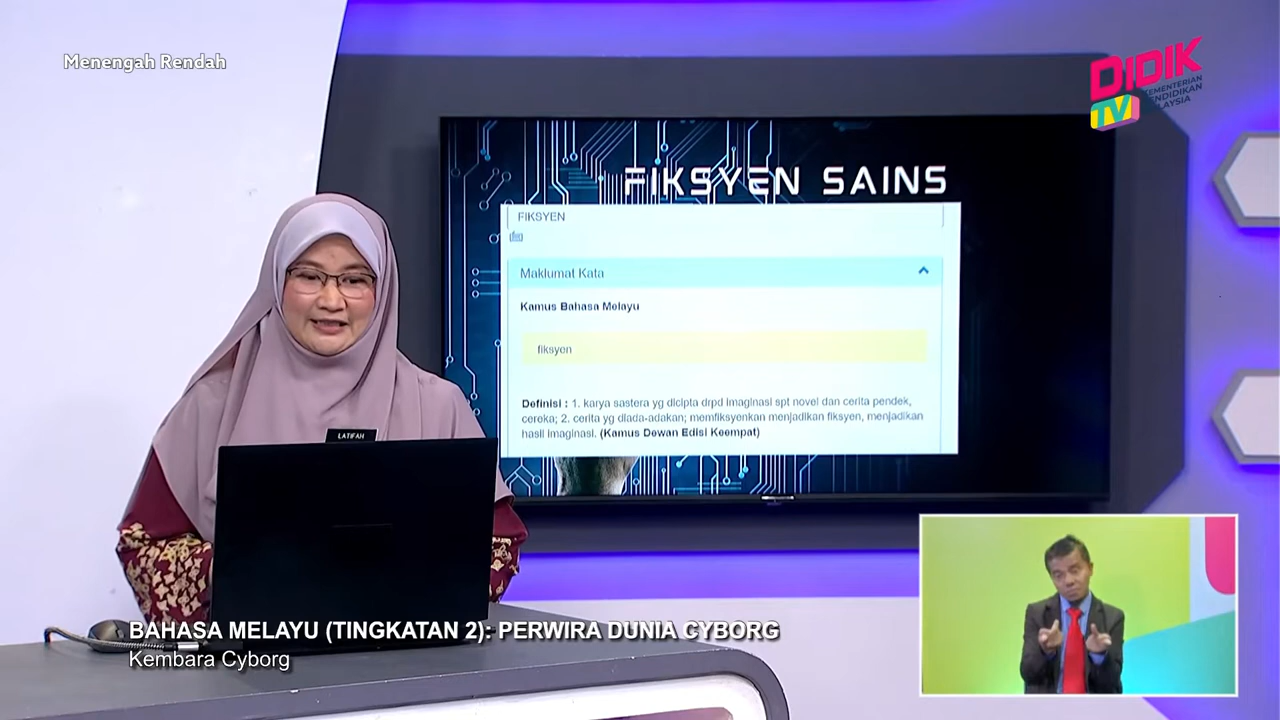 Menengah Rendah
DIDIK
TV
KEMENTERIAN
PENDIDIKAN
MALAYSIA
FIKSYEN SAINS
FIKSYEN
Maklumat Kata
Kamus Bahasa Melayu
fiksyen
Definisi : 1. karya sastera yg dicipta drpd imaginasi spt novel dan cerita pendek,
cereka; 2. cerita yg diada-adakan; memfiksyenkan menjadikan fiksyen, menjadikan
hasil imaginasi. (Kamus Dewan Edisi Keempat)
LATIFAH
BAHASA MELAYU (TINGKATAN 2): PERWIRA DUNIA CYBORG
Kembara Cyborg